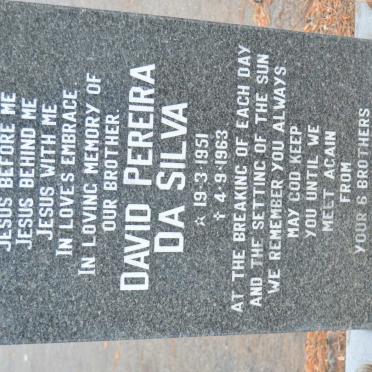 JESUS BEFORE ME
JESUS BEHIND ME
JESUS WITH ME
IN LOVES EMBRACE
IN LOVING MEMORY OF
OUR BROTHER
DAVID PEREIRA
DA SILVA
☆ 19-3-1951
✝ 4-9-1963
AT THE BREAKING OF EACH DAY
AND THE SETTING OF THE SUN
WE REMEMBER YOU ALWAYS
MAY GOD KEEP
YOU UNTIL WE
MEET AGAIN
FROM
YOUR 6 BROTHERS